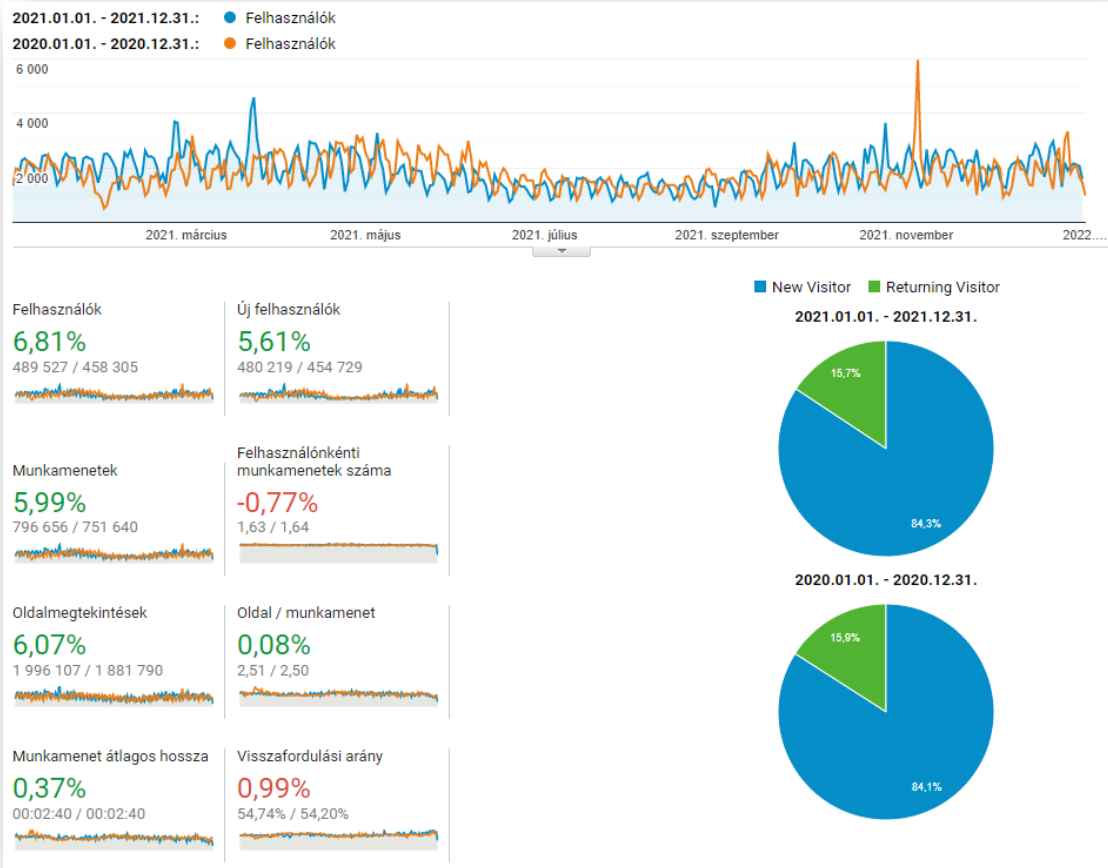 2021.01.01. - 2021.12.31.: Felhasználók
2020.01.01. - 2020.12.31.: Felhasználók
6 000
4 000
2 000
2021. március 2021. május 2021. július 2021. szeptember 2021. november 2022....
Felhasználók
6,81%
489 527 / 458 305
Új felhasználók
5,61%
480 219 / 454 729
Munkamenetek
5,99%
796 656 / 751 640
Felhasználónkénti
munkamenetek száma
-0,77%
1,63 / 1,64
Oldalmegtekintések
6,07%
1 996 107 / 1 881 790
Oldal / munkamenet
0,08%
2,51 / 2,50
Munkamenet átlagos hossza
0,37%
00:02:40 / 00:02:40
Visszafordulási arány
0,99%
54,74% / 54,20%
New Visitor Returning Visitor
2021.01.01. - 2021.12.31.
15,7%
84,3%
2020.01.01. - 2020.12.31.
15,9%
84,1%